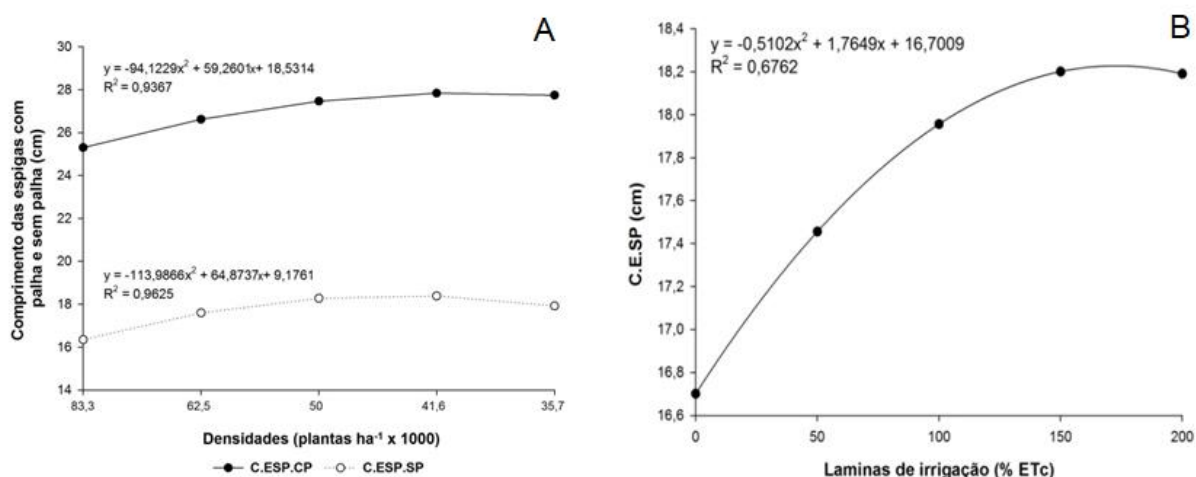 A
30
28
26
24
22
20
18
16
14
y = -94,1229x² + 59,2601x+ 18,5314
R² = 0,9367
y = -113,9866x² + 64,8737x+ 9,1761
R² = 0,9625
Comprimento das espigas com
palha e sem palha (cm)
83,3 62,5 50 41,6 35,7
Densidades (plantas ha⁻¹ x 1000)
C.ESP.CP C.ESP.SP
B
18,4
18,2
18,0
17,8
17,6
17,4
17,2
17,0
16,8
16,6
y = -0,5102x² + 1,7649x + 16,7009
R² = 0,6762
C.E.SP (cm)
0 50 100 150 200
Laminas de irrigação (% ETc)